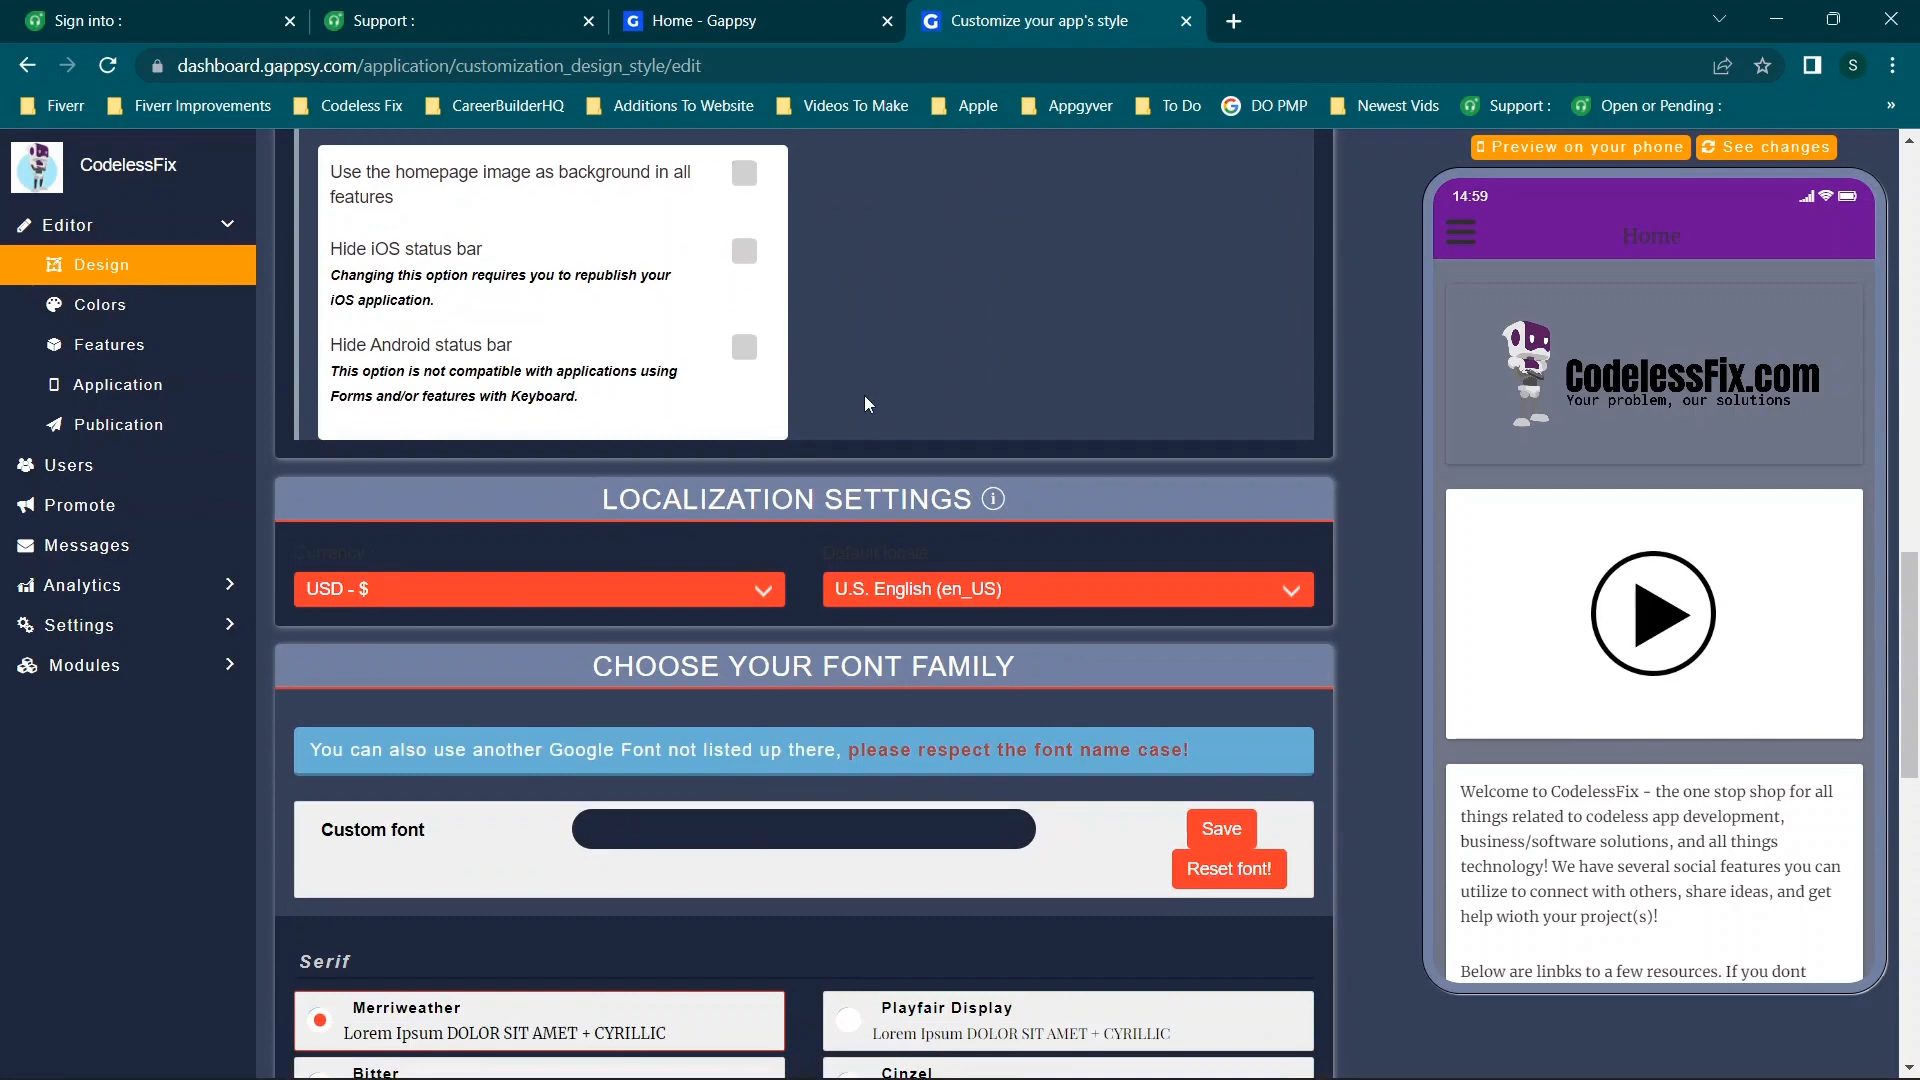 Sign into :
Support :
Home - Gappsy
Customize your app's style
dashboard.gappsy.com/application/customization_design_style/edit
S
Fiverr
Fiverr Improvements
Codeless Fix
CareerBuilderHQ
Additions To Website
Videos To Make
Apple
Appgyver
To Do
DO PMP
Newest Vids
Support :
Open or Pending :
»
CodelessFix
Editor
Design
Colors
Features
Application
Publication
Users
Promote
Messages
Analytics
Settings
Modules
Use the homepage image as background in all
features
Hide iOS status bar
Changing this option requires you to republish your
iOS application.
Hide Android status bar
This option is not compatible with applications using
Forms and/or features with Keyboard.
LOCALIZATION SETTINGS
Currency
Default locale
USD - $
U.S. English (en_US)
CHOOSE YOUR FONT FAMILY
You can also use another Google Font not listed up there, please respect the font name case!
Custom font
Save
Reset font!
Serif
Merriweather
Lorem Ipsum DOLOR SIT AMET + CYRILLIC
Playfair Display
Lorem Ipsum DOLOR SIT AMET + CYRILLIC
Bitter
Cinzel
Preview on your phone
See changes
14:59
Home
CodelessFix.com
Your problem, our solutions
Welcome to CodelessFix - the one stop shop for all
things related to codeless app development,
business/software solutions, and all things
technology! We have several social features you can
utilize to connect with others, share ideas, and get
help wioth your project(s)!
Below are linbks to a few resources. If you dont